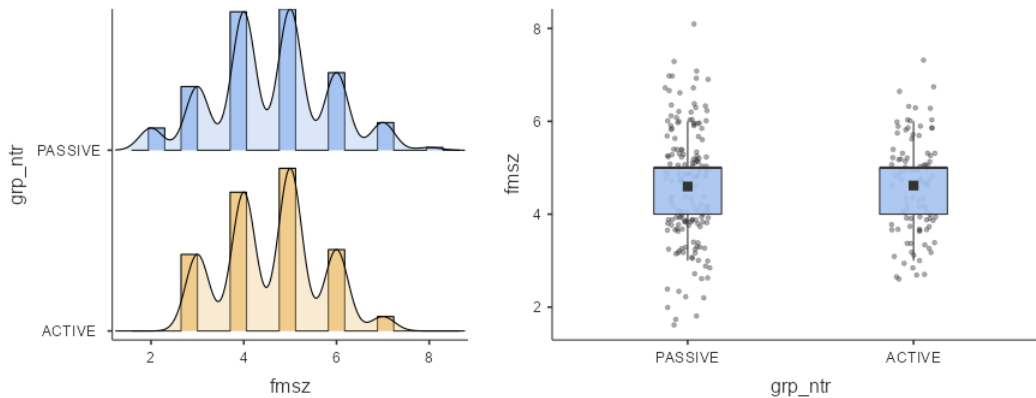 grp_ntr
PASSIVE
ACTIVE
2 4 6 8
fmsz
fmsz
8
6
4
2
PASSIVE ACTIVE
grp_ntr